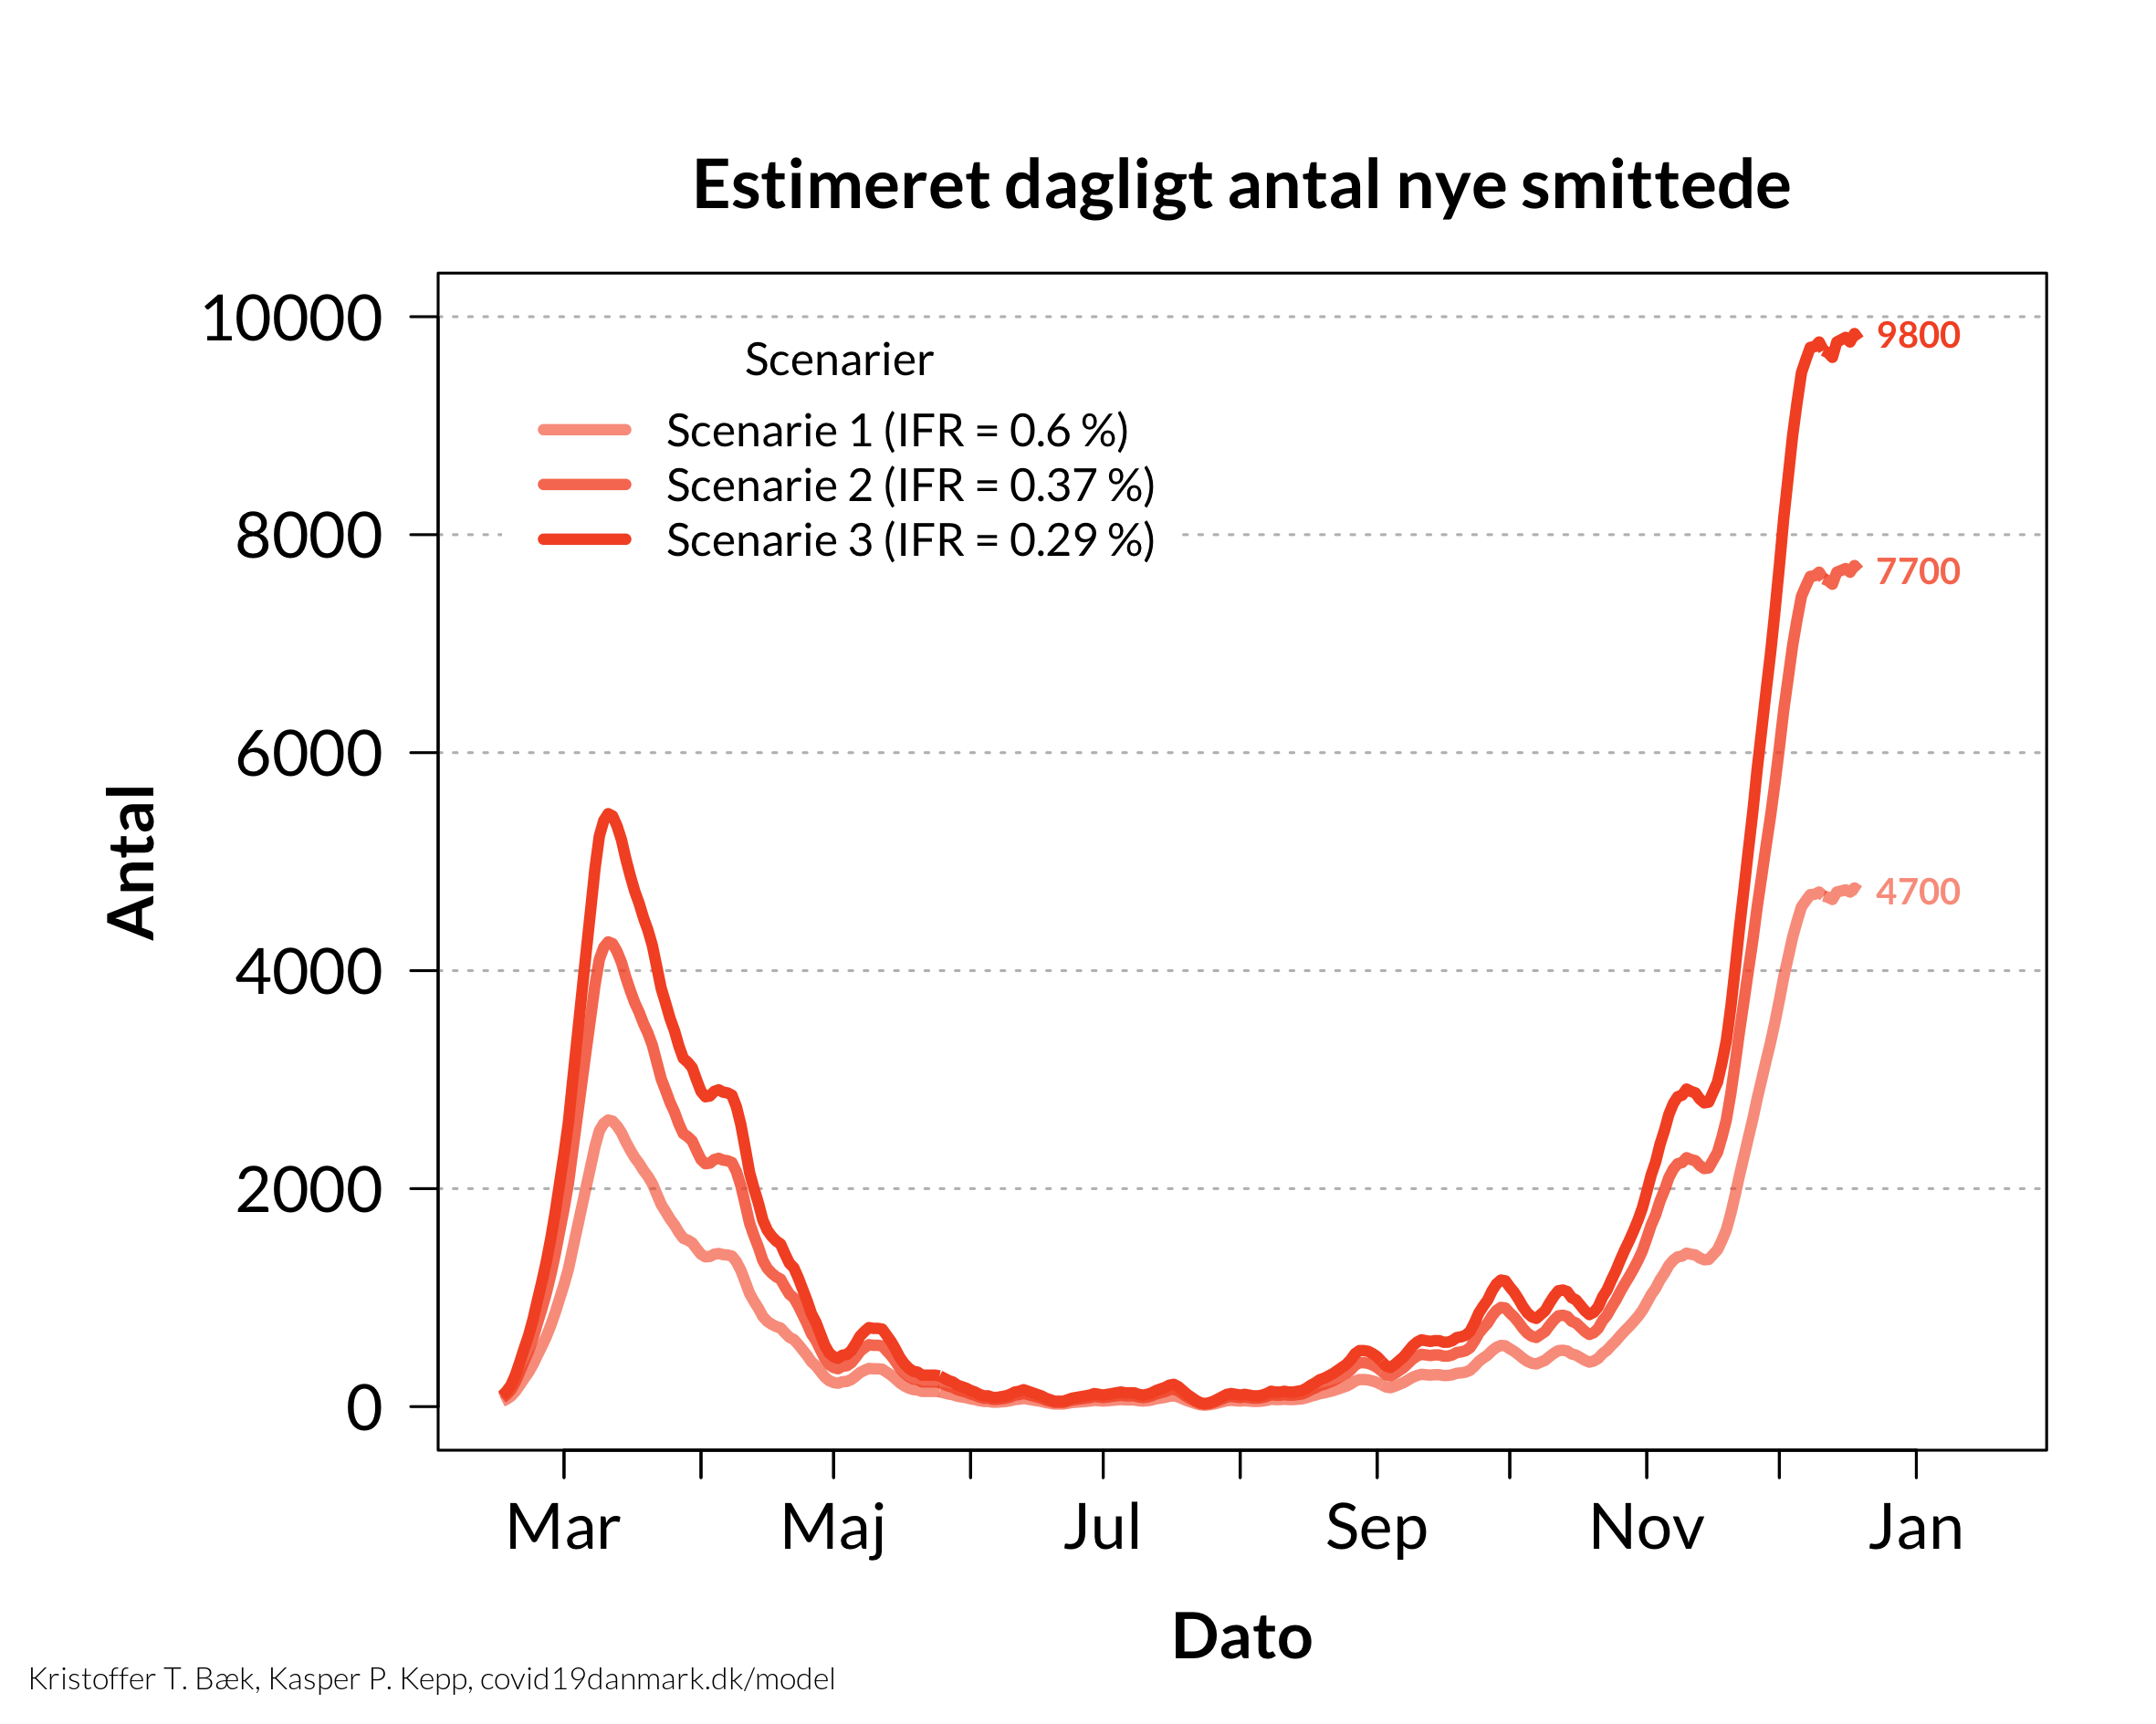 Estimeret dagligt antal nye smittede
10000
8000
6000
4000
2000
0
Antal
Scenarier
Scenarie 1 (IFR = 0.6 %)
Scenarie 2 (IFR = 0.37 %)
Scenarie 3 (IFR = 0.29 %)
9800
7700
4700
Mar Maj Jul Sep Nov Jan
Dato
Kristoffer T. Bæk, Kasper P. Kepp, covid19danmark.dk/model